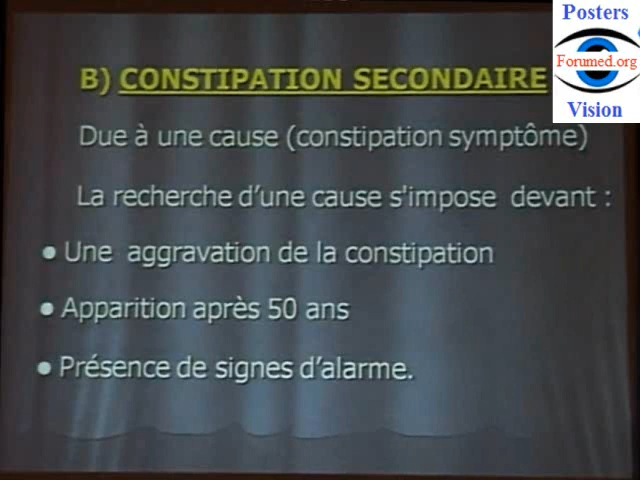 Posters
Forumed.org
Vision
B) CONSTIPATION SECONDAIRE
Due à une cause (constipation symptôme)
La recherche d'une cause s'impose devant :
● Une aggravation de la constipation
● Apparition après 50 ans
● Présence de signes d'alarme.